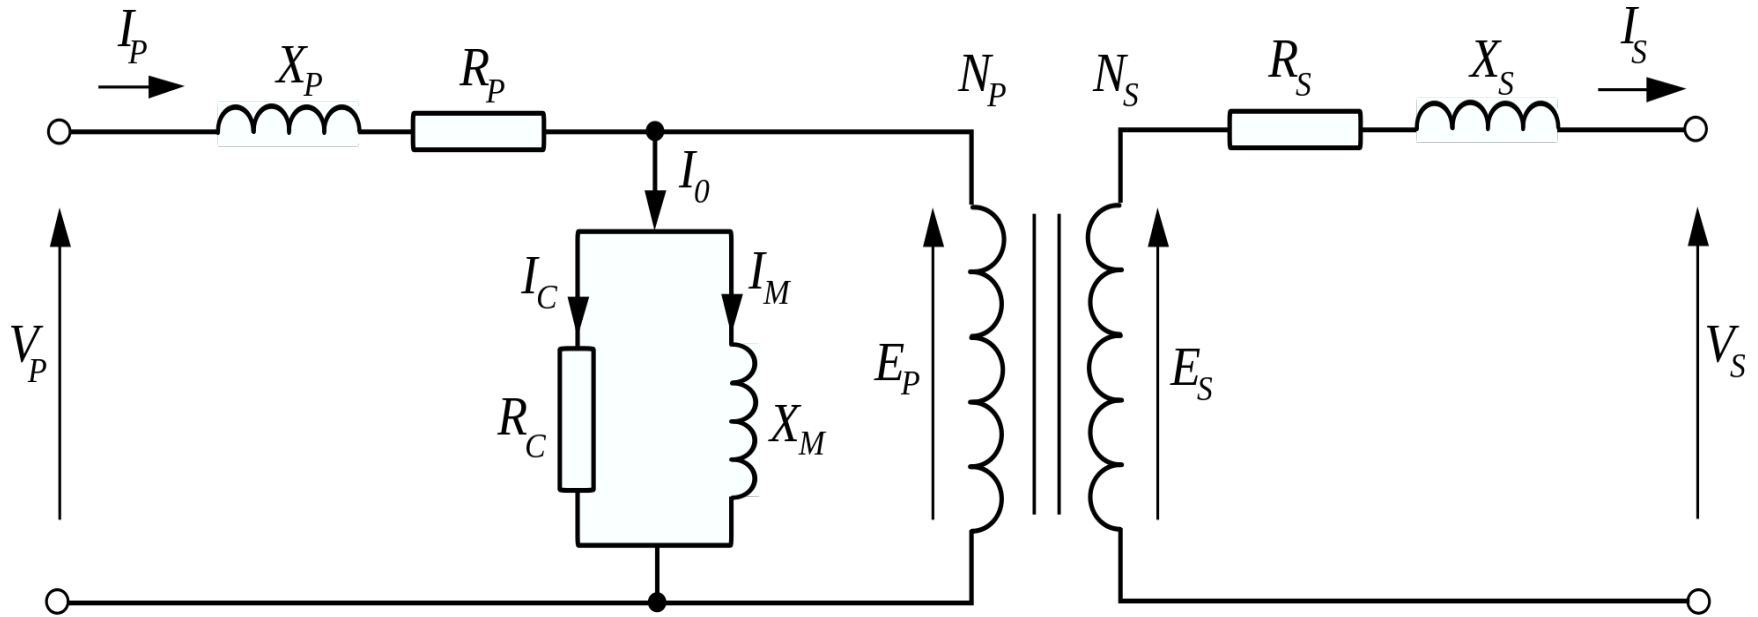 I_P
X_P
R_P
N_P
N_S
R_S
X_S
I_S
I_0
I_C
I_M
V_P
E_P
E_S
V_S
R_C
X_M